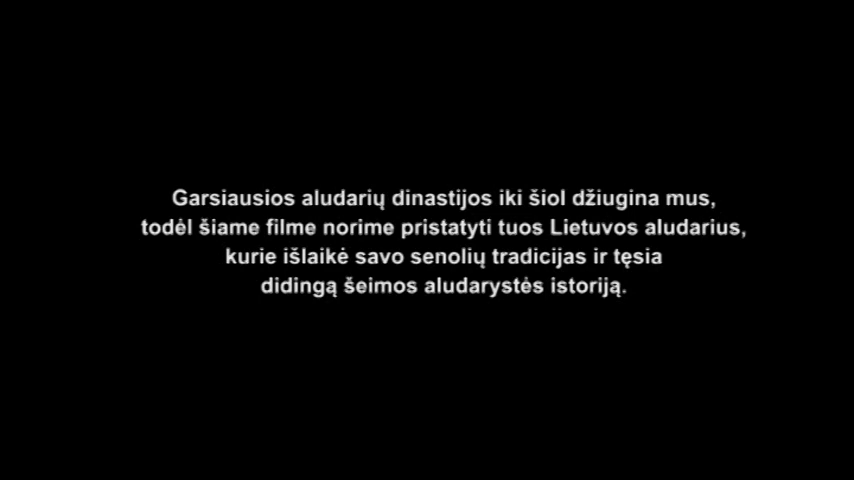 Garsiausios aludarių dinastijos iki šiol džiugina mus,
todėl šiame filme norime pristatyti tuos Lietuvos aludarius,
kurie išlaikė savo senolių tradicijas ir tęsia
didingą šeimos aludarystės istoriją.